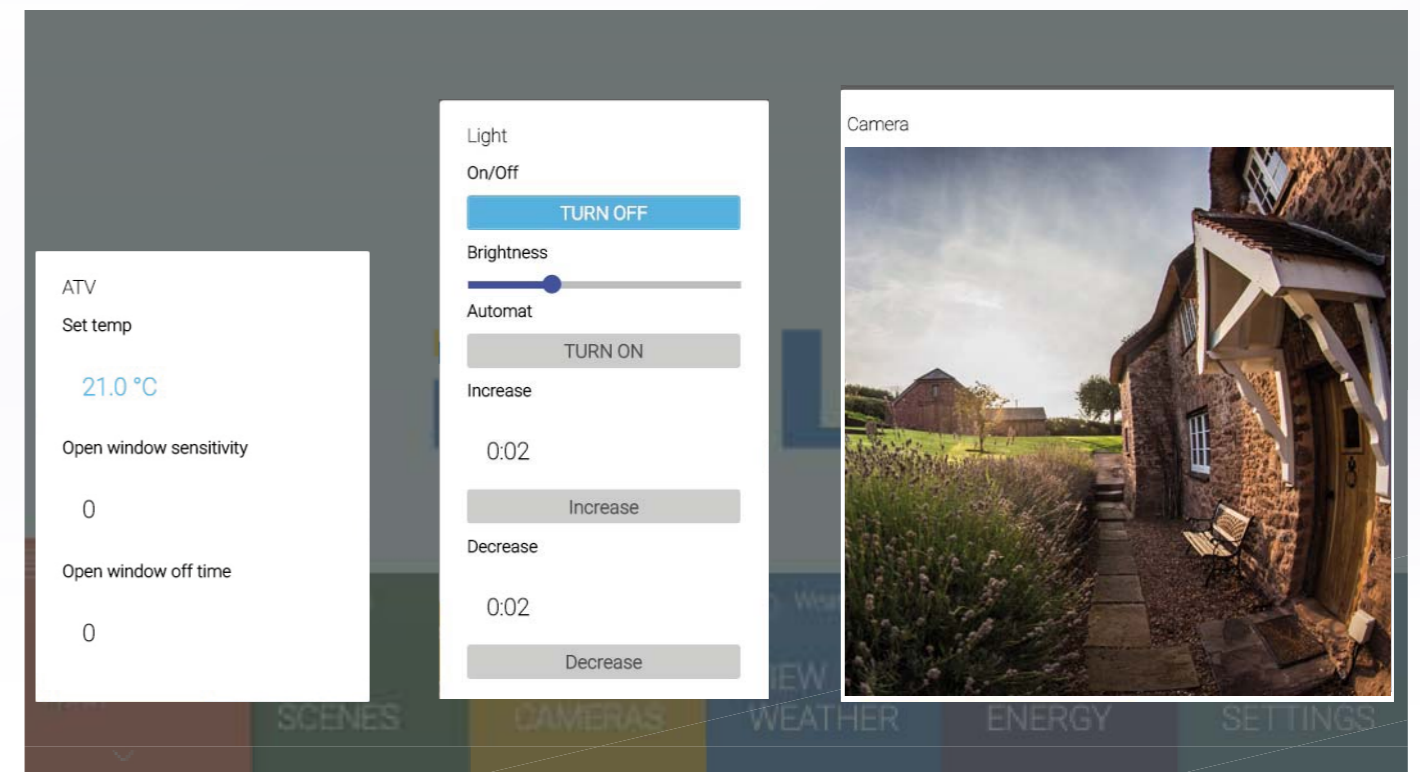 ATV
Set temp
21.0 °C
Open window sensitivity
0
Open window off time
0
Light
On/Off
TURN OFF
Brightness
Automat
TURN ON
Increase
0:02
Increase
Decrease
0:02
Decrease
Camera
SCENES
CAMERAS
WEATHER
ENERGY
SETTINGS